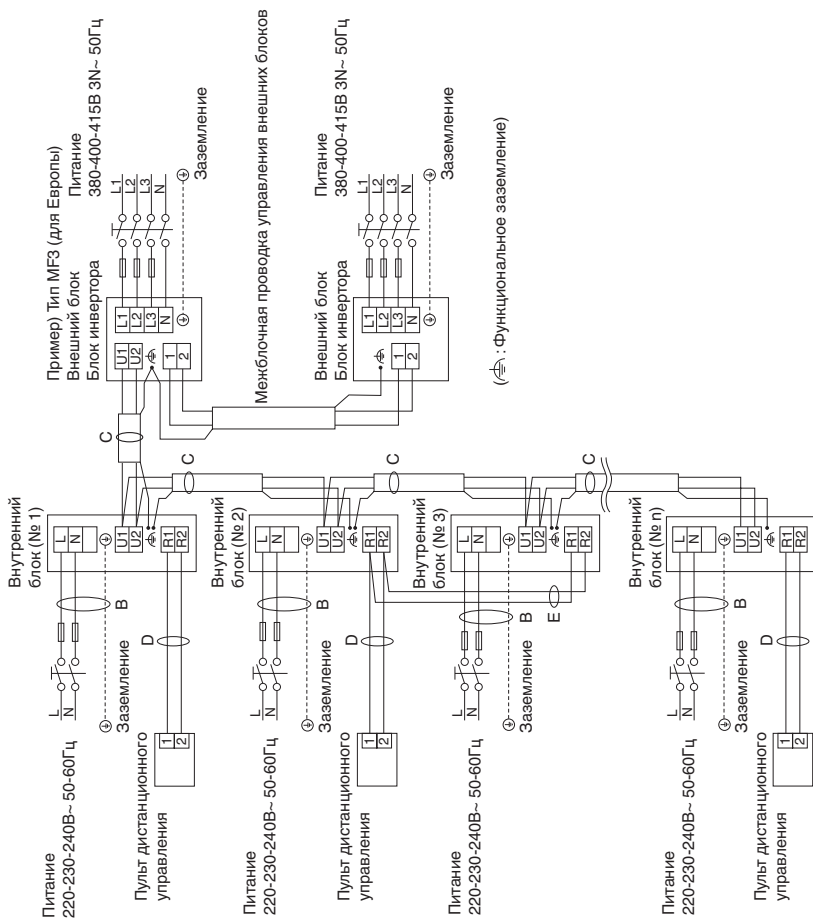 Пример) Тип MF3 (для Европы)
Внешний блок
Блок инвертора
Питание
380-400-415В 3N~ 50Гц
U1
U2
1
2
L1
L2
L3
N
L1
L2
L3
N
Заземление
Межблочная проводка управления внешних блоков
Внешний блок
Блок инвертора
Питание
380-400-415В 3N~ 50Гц
1
2
L1
L2
L3
N
L1
L2
L3
N
Заземление
( : Функциональное заземление)
C
Внутренний
блок (№ 1)
L
N
U1
U2
R1
R2
B
D
C
L
N
Заземление
1
2
Питание
220-230-240В~ 50-60Гц
Пульт дистанционного
управления
Внутренний
блок (№ 2)
L
N
U1
U2
R1
R2
B
D
C
L
N
Заземление
1
2
Питание
220-230-240В~ 50-60Гц
Пульт дистанционного
управления
Внутренний
блок (№ 3)
L
N
U1
U2
R1
R2
B
E
C
L
N
Заземление
Питание
220-230-240В~ 50-60Гц
Внутренний
блок (№ n)
L
N
U1
U2
R1
R2
B
D
L
N
Заземление
1
2
Питание
220-230-240В~ 50-60Гц
Пульт дистанционного
управления